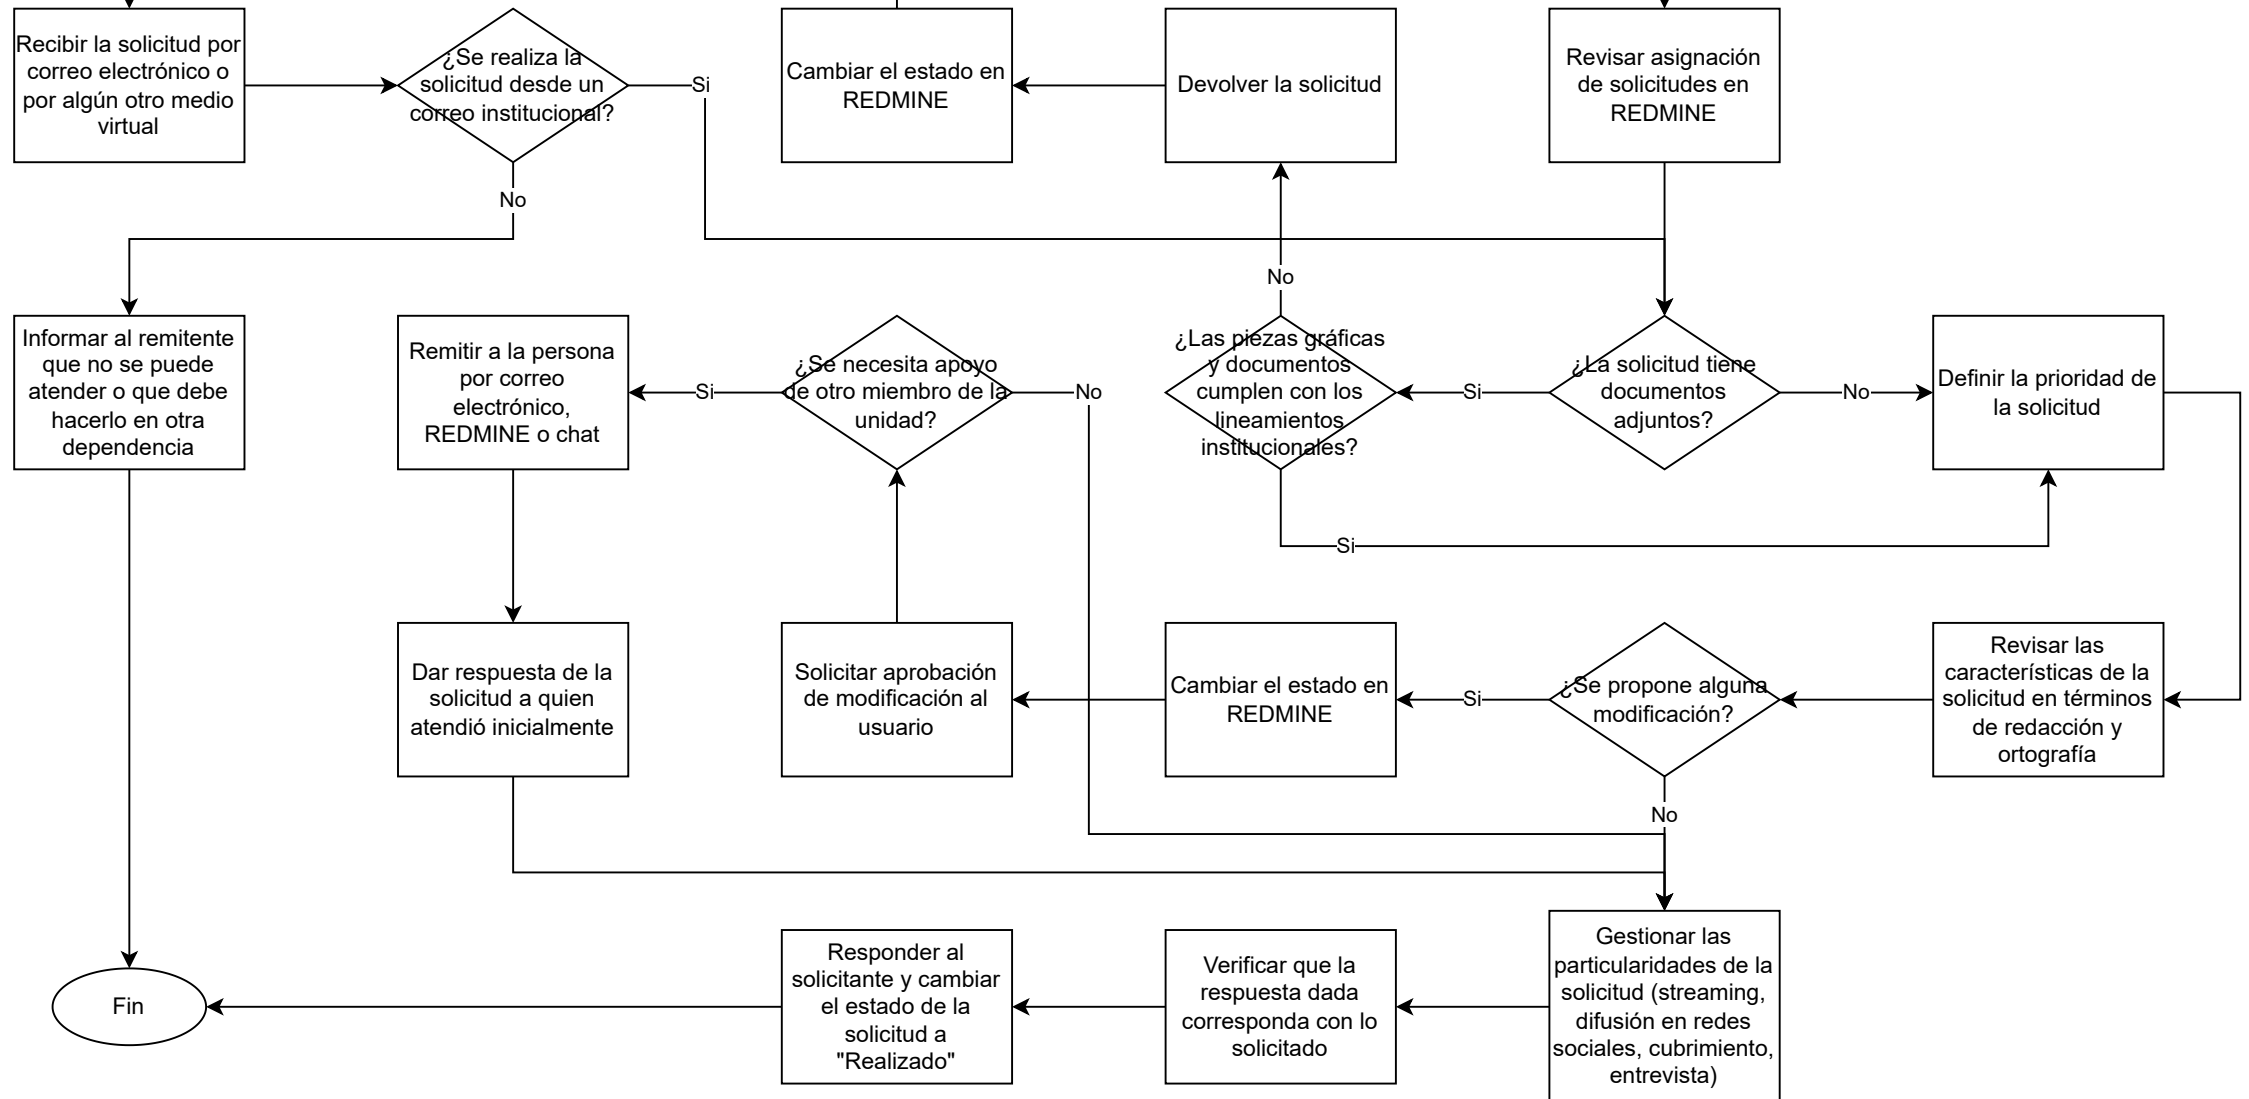 Recibir la solicitud por
correo electrónico o
por algún otro medio
virtual
¿Se realiza la
solicitud desde un
correo institucional?
Si
Cambiar el estado en
REDMINE
Devolver la solicitud
Revisar asignación
de solicitudes en
REDMINE
No
No
Informar al remitente
que no se puede
atender o que debe
hacerlo en otra
dependencia
Remitir a la persona
por correo
electrónico,
REDMINE o chat
Si
¿Se necesita apoyo
de otro miembro de la
unidad?
No
¿Las piezas gráficas
y documentos
cumplen con los
lineamientos
institucionales?
Si
¿La solicitud tiene
documentos
adjuntos?
No
Definir la prioridad de
la solicitud
Si
Dar respuesta de la
solicitud a quien
atendió inicialmente
Solicitar aprobación
de modificación al
usuario
Cambiar el estado en
REDMINE
Si
¿Se propone alguna
modificación?
Revisar las
características de la
solicitud en términos
de redacción y
ortografía
No
Fin
Responder al
solicitante y cambiar
el estado de la
solicitud a
"Realizado"
Verificar que la
respuesta dada
corresponda con lo
solicitado
Gestionar las
particularidades de la
solicitud (streaming,
difusión en redes
sociales, cubrimiento,
entrevista)